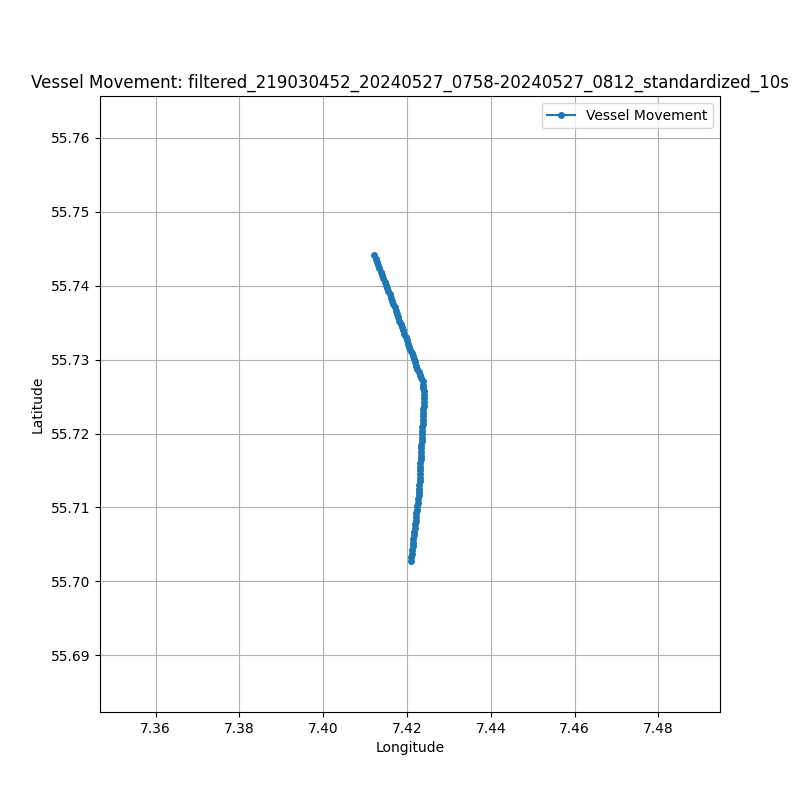 Vessel Movement: filtered_219030452_20240527_0758-20240527_0812_standardized_10s
Vessel Movement
55.76
55.75
55.74
55.73
55.72
55.71
55.70
55.69
Latitude
7.36 7.38 7.40 7.42 7.44 7.46 7.48
Longitude